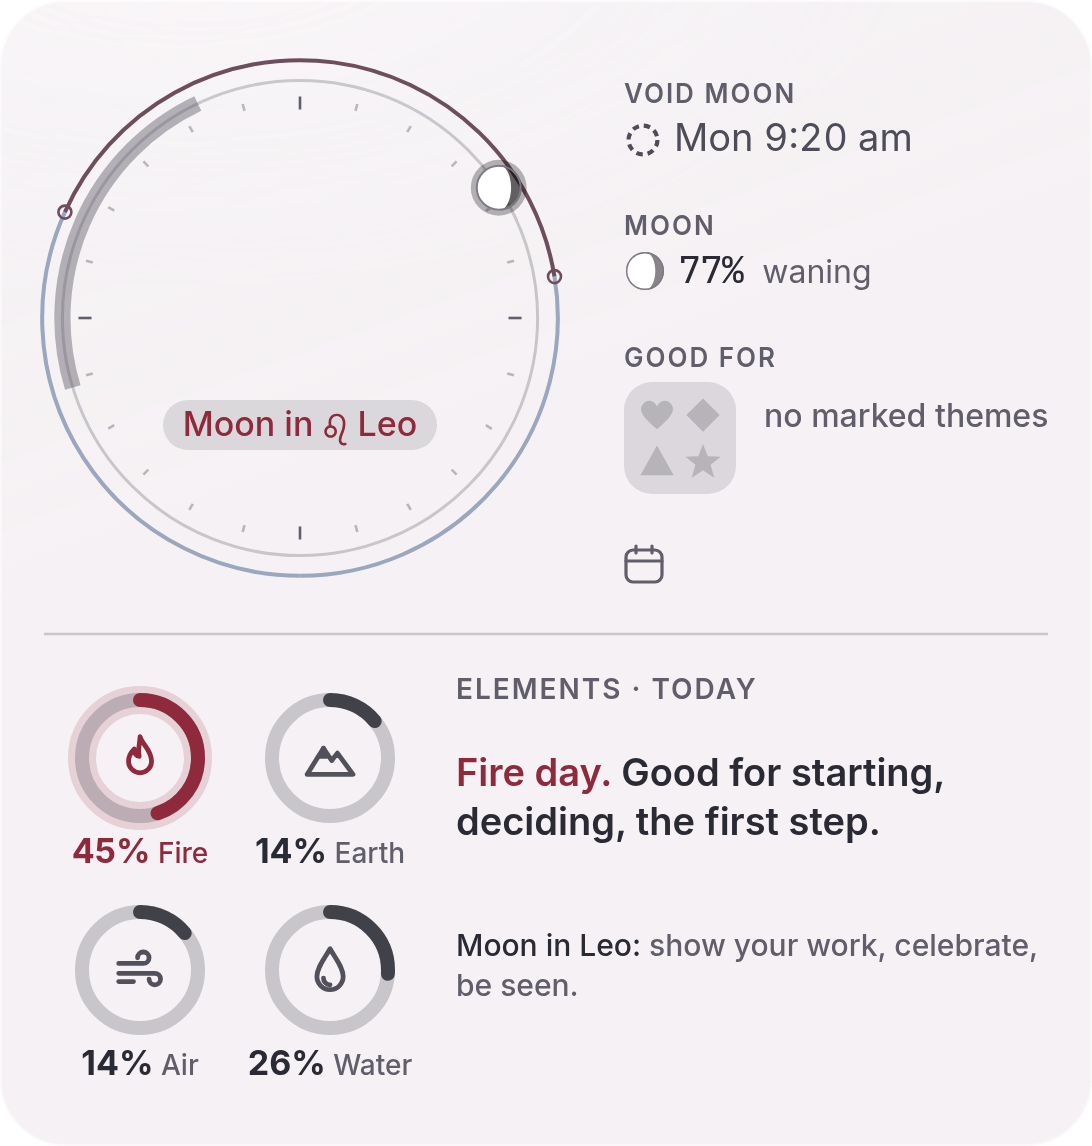 VOID MOON
Mon 9:20 am
MOON
77% waning
GOOD FOR
no marked themes
Moon in ♌ Leo
ELEMENTS · TODAY
Fire day. Good for starting,
deciding, the first step.
45% Fire
14% Earth
Moon in Leo: show your work, celebrate,
be seen.
14% Air
26% Water